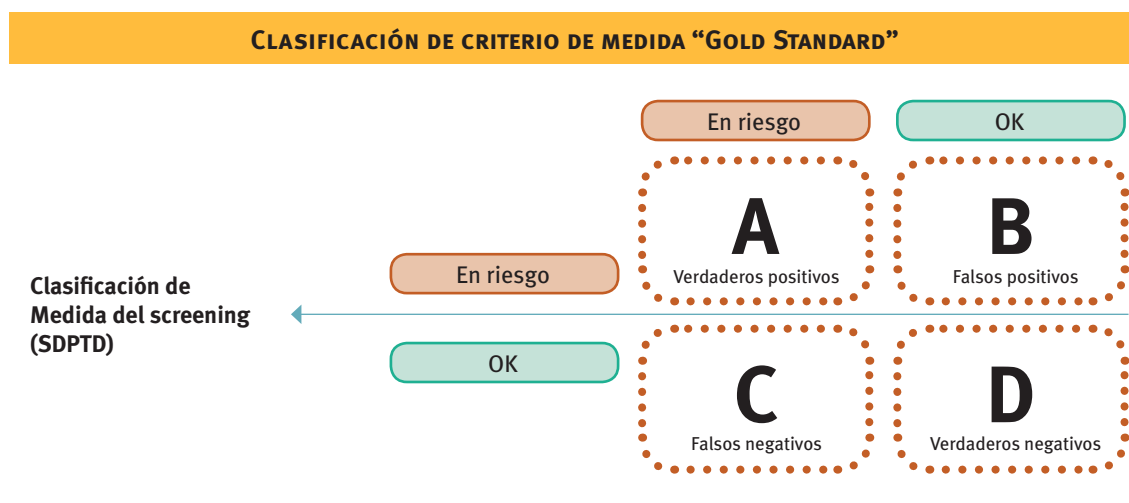 CLASIFICACIÓN DE CRITERIO DE MEDIDA “GOLD STANDARD”
En riesgo
OK
A
Verdaderos positivos
B
Falsos positivos
Clasificación de
Medida del screening
(SDPTD)
En riesgo
OK
C
Falsos negativos
D
Verdaderos negativos